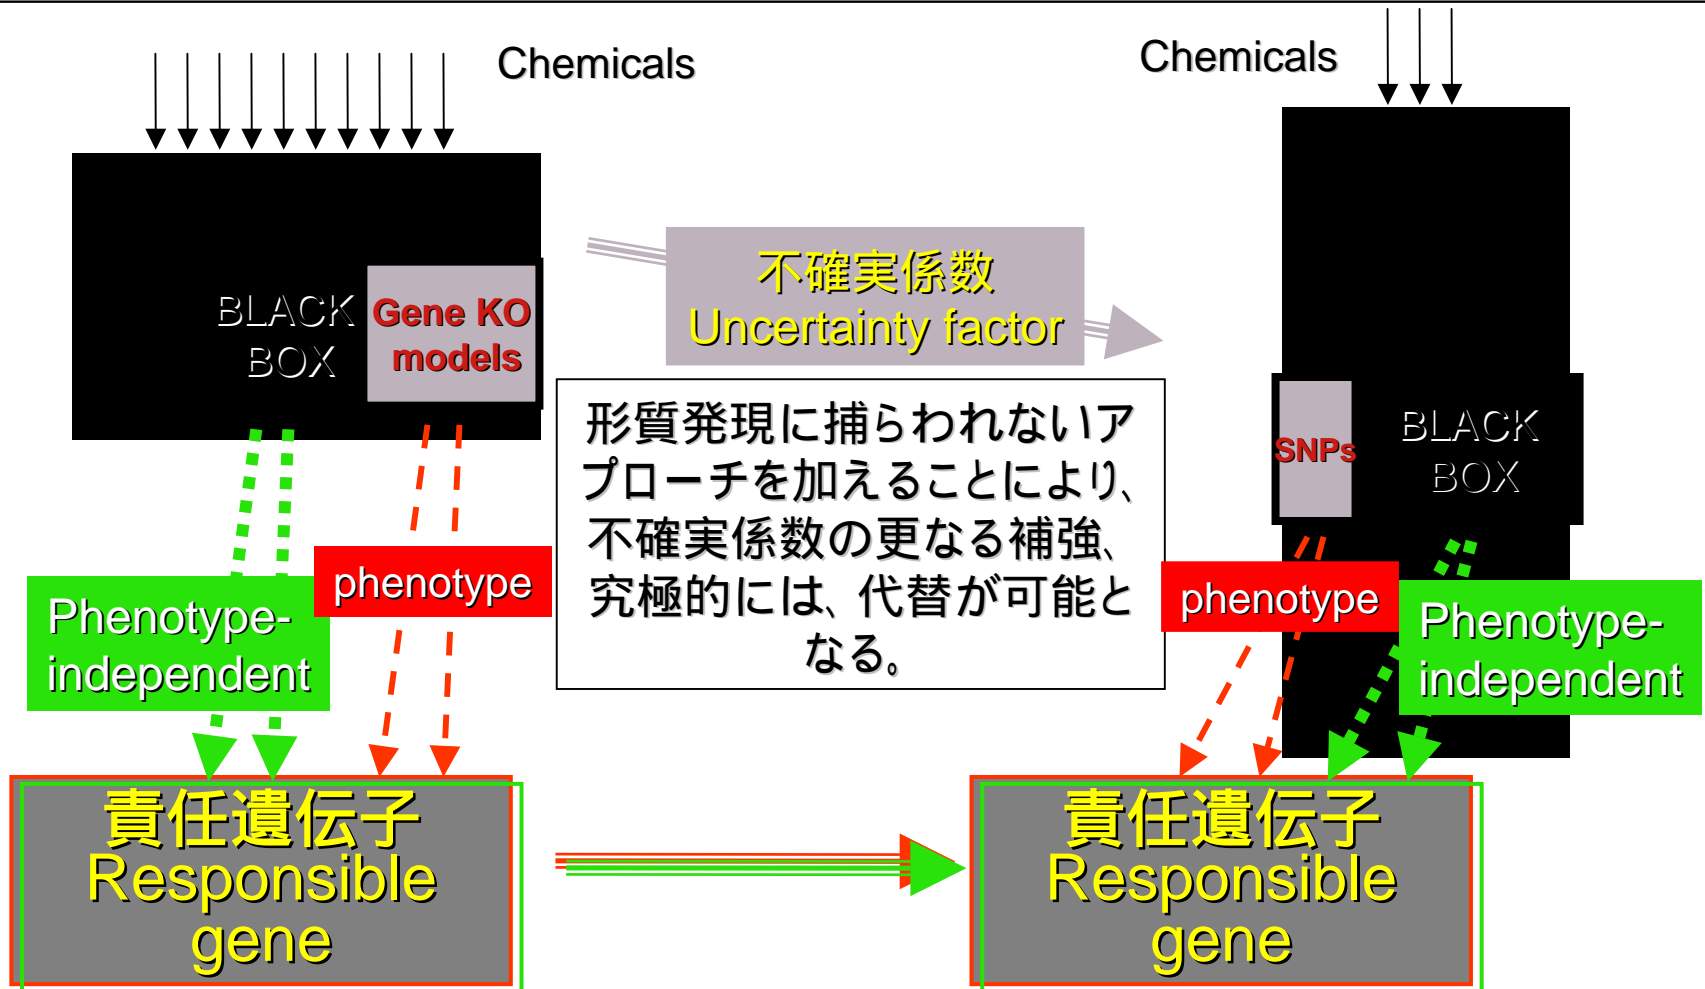 Chemicals
Chemicals
不確実係数
Uncertainty factor
BLACK
BOX
Gene KO
models
形質発現に捕らわれないア
プローチを加えることにより、
不確実係数の更なる補強、
究極的には、代替が可能と
なる。
SNPs
BLACK
BOX
Phenotype-
independent
phenotype
phenotype
Phenotype-
independent
責任遺伝子
Responsible
gene
責任遺伝子
Responsible
gene